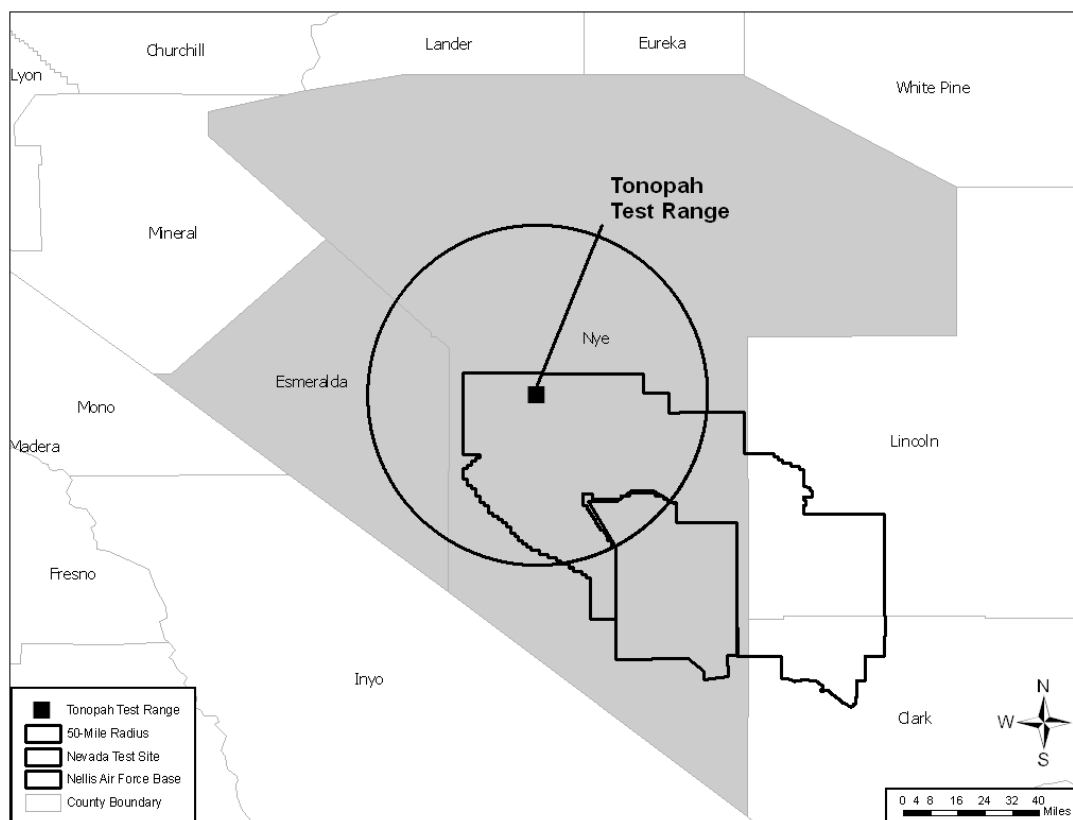 Churchill
Lander
Eureka
Lyon
White Pine
Tonopah
Test Range
Mineral
Nye
Esmeralda
Mono
Madera
Lincoln
Fresno
Inyo
Clark
Tonopah Test Range
50-Mile Radius
Nevada Test Site
Nellis Air Force Base
County Boundary
N
W
S
0 4 8 16 24 32 40
Miles